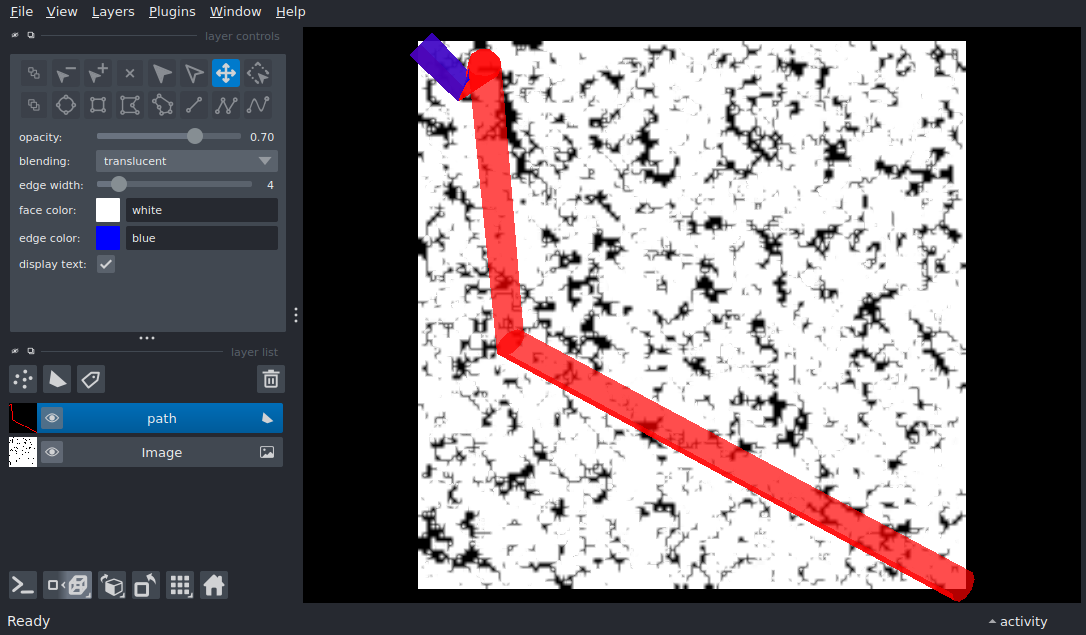 File View Layers Plugins Window Help
layer controls
opacity: 0.70
blending: translucent
edge width: 4
face color: white
edge color: blue
display text:
layer list
path
Image
Ready
activity